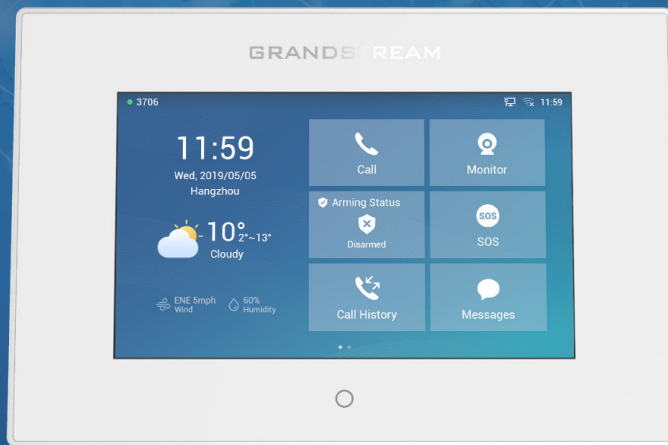 GRANDSTREAM
3706
11:59
11:59
Wed, 2019/05/05
Hangzhou
10° 2°~13°
Cloudy
ENE 5mph
Wind
60%
Humidity
Call
Monitor
Arming Status
Disarmed
SOS
SOS
Call History
Messages